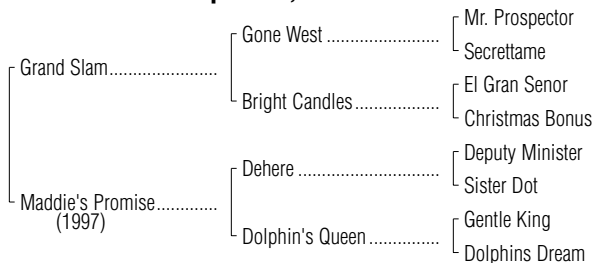 Gone West
Mr. Prospector
Secrettame
Grand Slam
Bright Candles
El Gran Senor
Christmas Bonus
Maddie's Promise
(1997)
Dehere
Deputy Minister
Sister Dot
Dolphin's Queen
Gentle King
Dolphins Dream